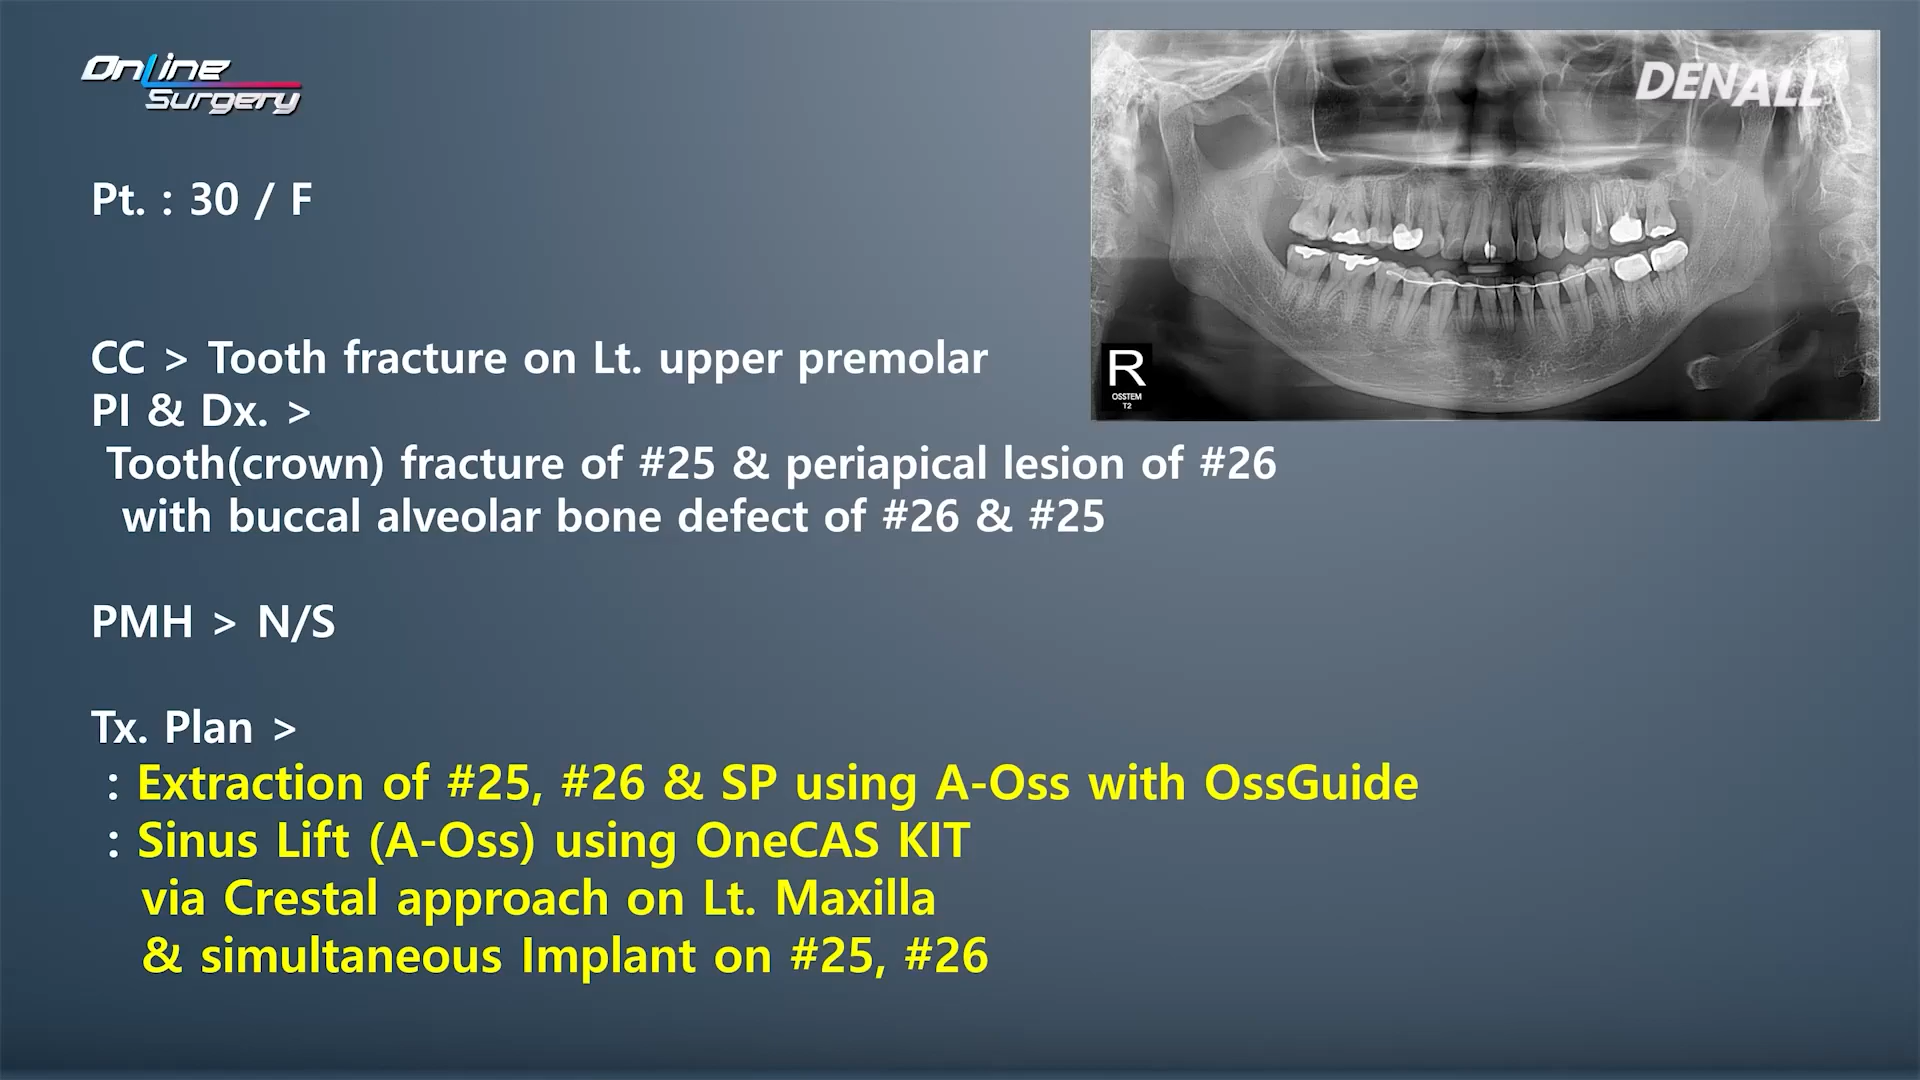 OnLine
Surgery
DENALL
Pt. : 30 / F
R
OSSTEM
T2
CC > Tooth fracture on Lt. upper premolar
PI & Dx. >
Tooth(crown) fracture of #25 & periapical lesion of #26
with buccal alveolar bone defect of #26 & #25
PMH > N/S
Tx. Plan >
: Extraction of #25, #26 & SP using A-Oss with OssGuide
: Sinus Lift (A-Oss) using OneCAS KIT
via Crestal approach on Lt. Maxilla
& simultaneous Implant on #25, #26